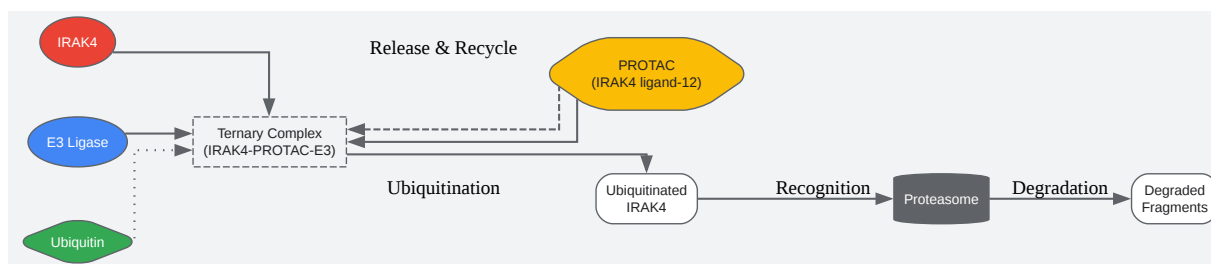 IRAK4
Release & Recycle
PROTAC
(IRAK4 ligand-12)
E3 Ligase
Ternary Complex
(IRAK4-PROTAC-E3)
Ubiquitination
Ubiquitinated
IRAK4
Recognition
Proteasome
Degradation
Degraded
Fragments
Ubiquitin